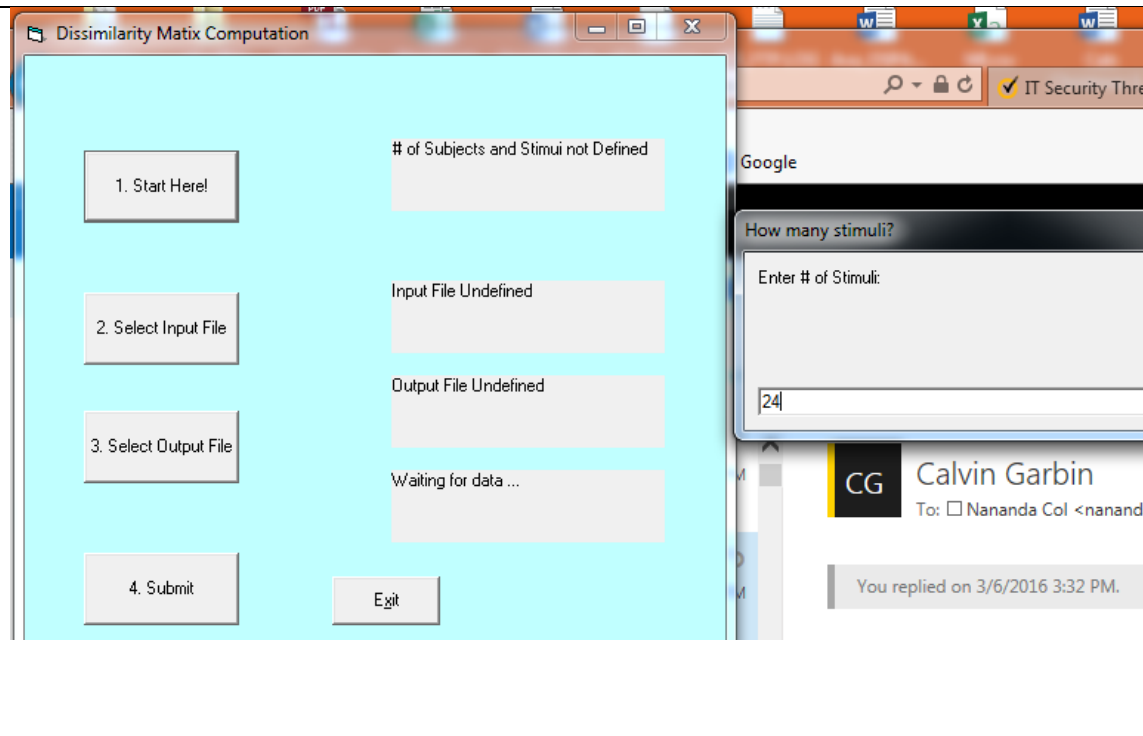 Dissimilarity Matix Computation
1. Start Here!
# of Subjects and Stimui not Defined
2. Select Input File
Input File Undefined
3. Select Output File
Output File Undefined
Waiting for data ...
4. Submit
Exit
IT Security Thre
Google
How many stimuli?
Enter # of Stimuli:
24
CG
Calvin Garbin
To: Nananda Col <nanand
You replied on 3/6/2016 3:32 PM.